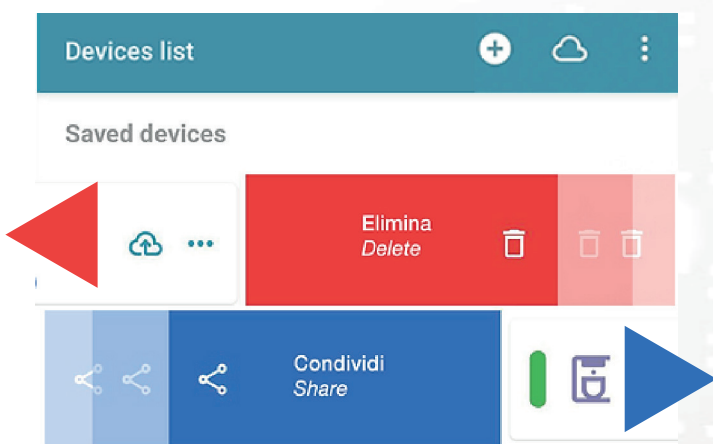 Devices list
Saved devices
Elimina
Delete
Condividi
Share